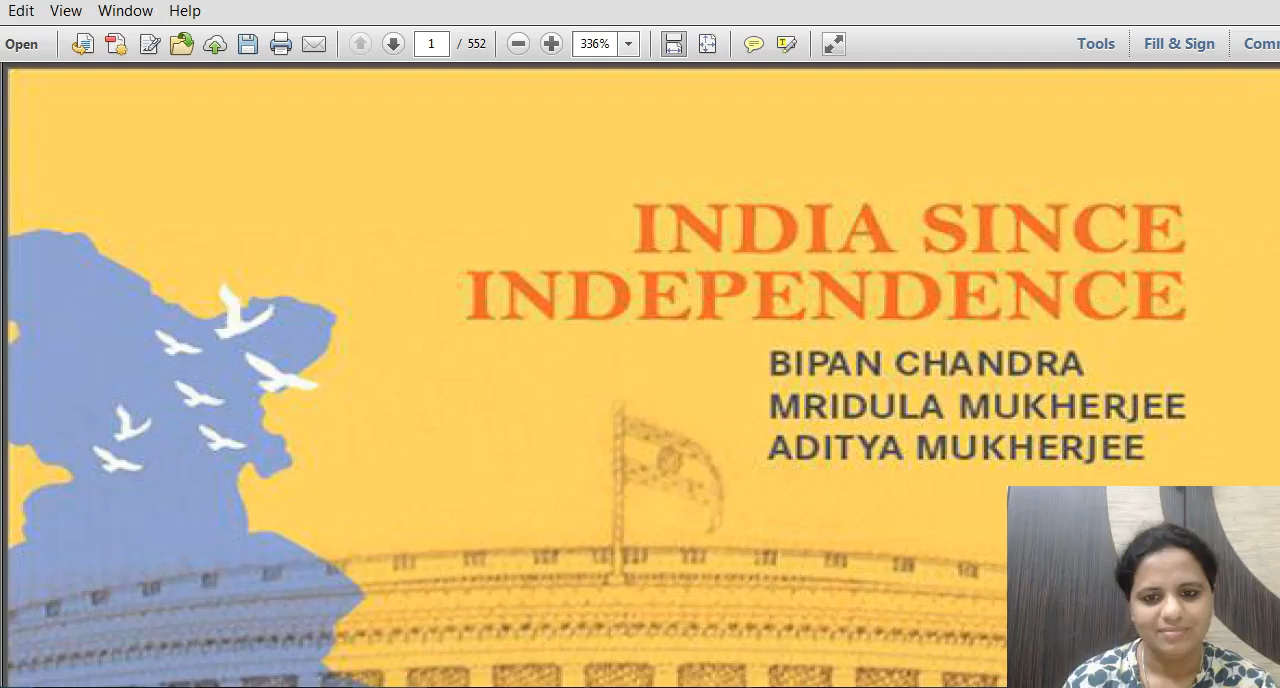 Edit View Window Help
Open 1 / 552 336% Tools Fill & Sign Comm
INDIA SINCE
INDEPENDENCE
BIPAN CHANDRA
MRIDULA MUKHERJEE
ADITYA MUKHERJEE